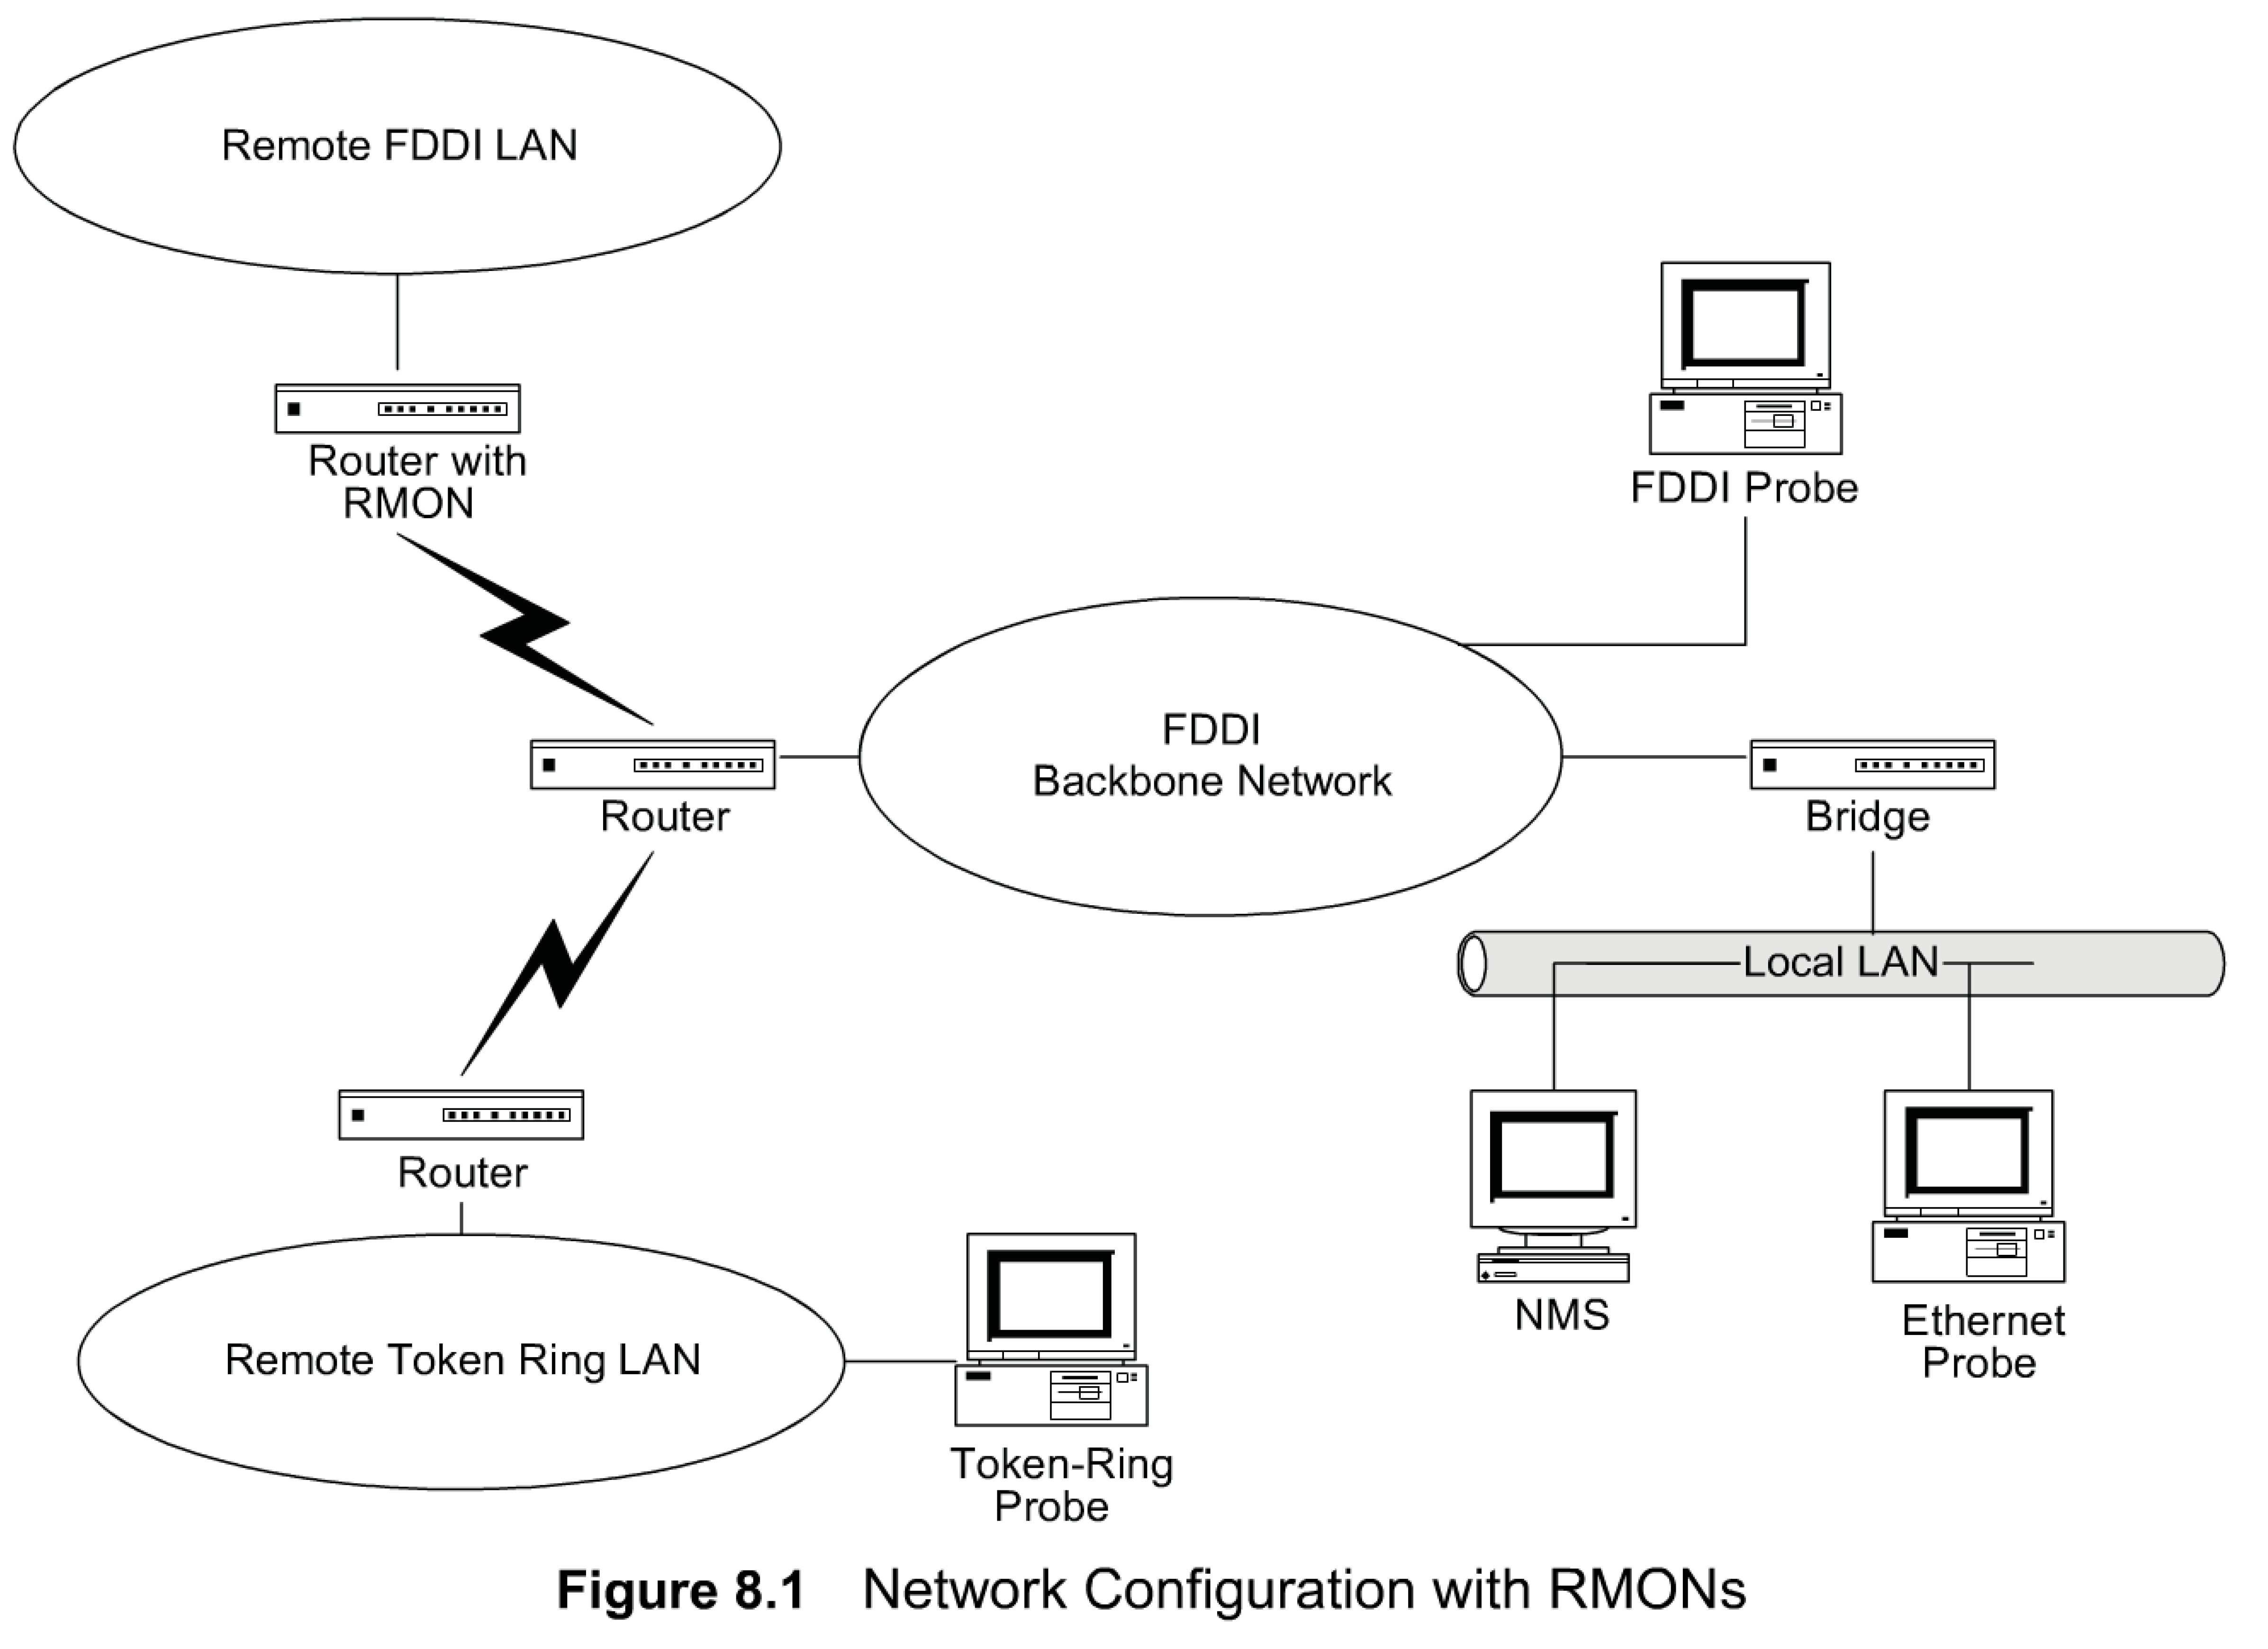 Remote FDDI LAN
Router with
RMON
FDDI Probe
FDDI
Backbone Network
Router
Bridge
Local LAN
Router
NMS
Ethernet
Probe
Remote Token Ring LAN
Token-Ring
Probe
Figure 8.1 Network Configuration with RMONs